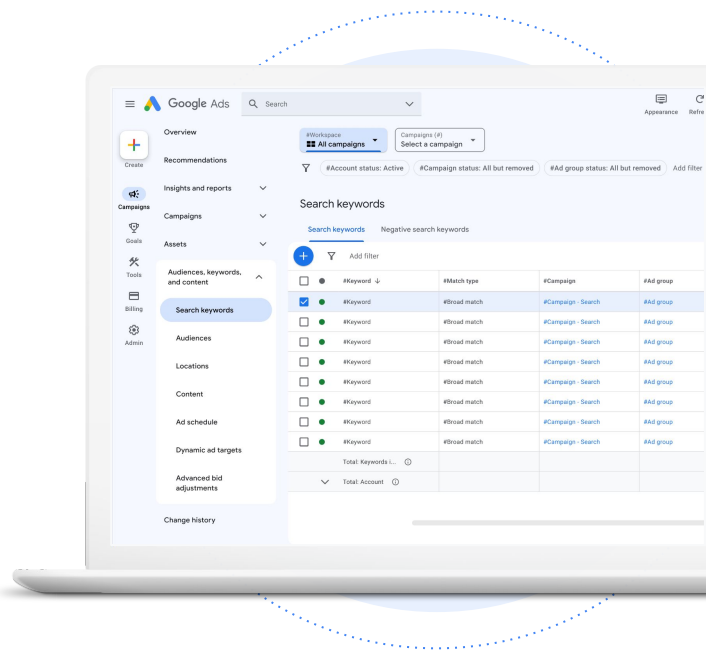 Google Ads
Search
Appearance
Refre
Create
Campaigns
Goals
Tools
Billing
Admin
Overview
Recommendations
Insights and reports
Campaigns
Assets
Audiences, keywords,
and content
Search keywords
Audiences
Locations
Content
Ad schedule
Dynamic ad targets
Advanced bid
adjustments
Change history
#Workspace
All campaigns
Campaigns (#)
Select a campaign
#Account status: Active
#Campaign status: All but removed
#Ad group status: All but removed
Add filter
Search keywords
Search keywords
Negative search keywords
Add filter
#Keyword #Match type #Campaign #Ad group
#Keyword #Broad match #Campaign - Search #Ad group
#Keyword #Broad match #Campaign - Search #Ad group
#Keyword #Broad match #Campaign - Search #Ad group
#Keyword #Broad match #Campaign - Search #Ad group
#Keyword #Broad match #Campaign - Search #Ad group
#Keyword #Broad match #Campaign - Search #Ad group
#Keyword #Broad match #Campaign - Search #Ad group
#Keyword #Broad match #Campaign - Search #Ad group
Total: Keywords i...
Total: Account